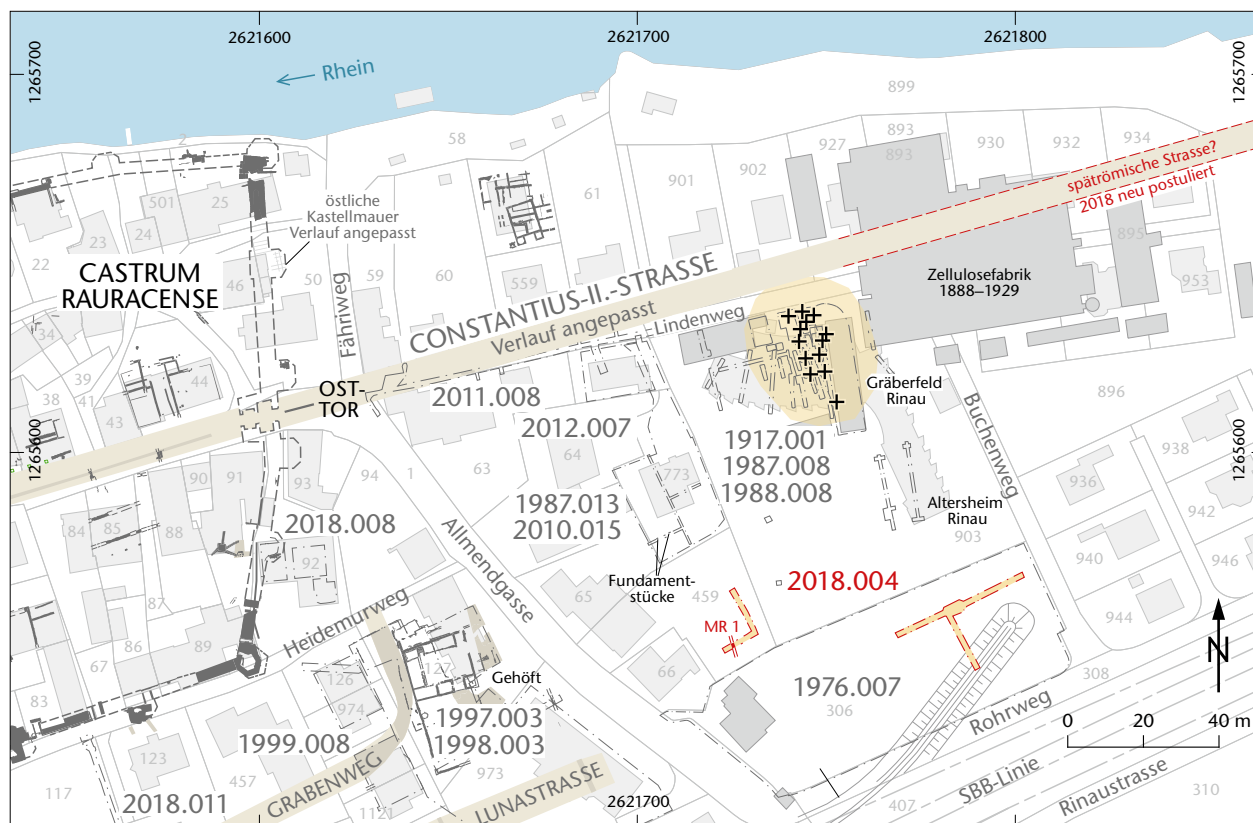 2621600
2621700
2621800
1265700
1265700
Rhein
899
2
58
927
893
893
930
932
934
902
901
61
spätrömische Strasse?
2018 neu postuliert
501
25
24
23
22
östliche
Kastellmauer
Verlauf angepasst
50
59
60
559
895
953
CASTRUM
RAURACENSE
46
34
Fähriweg
CONSTANTIUS-II.-STRASSE
Verlauf angepasst
Lindenweg
Zellulosefabrik
1888–1929
39
41
38
43
44
OST-
TOR
2011.008
2012.007
Gräberfeld
Rinau
896
1265600
1265600
1917.001
1987.008
1988.008
Buchenweg
90
91
93
94
1
63
64
773
938
936
942
1987.013
2010.015
Altersheim
Rinau
903
84
85
88
2018.008
92
Allmendgasse
Fundament-
stücke
940
946
944
87
86
89
67
83
Heidemurweg
65
459
2018.004
MR 1
66
126
974
127
Gehöft
1976.007
306
308
N
1997.003
1998.003
1999.008
Rohrweg
0
20
40 m
123
457
117
GRABENWEG
973
LUNASTRASSE
SBB-Linie
Rinaustrasse
310
407
2018.011
1121
2621700